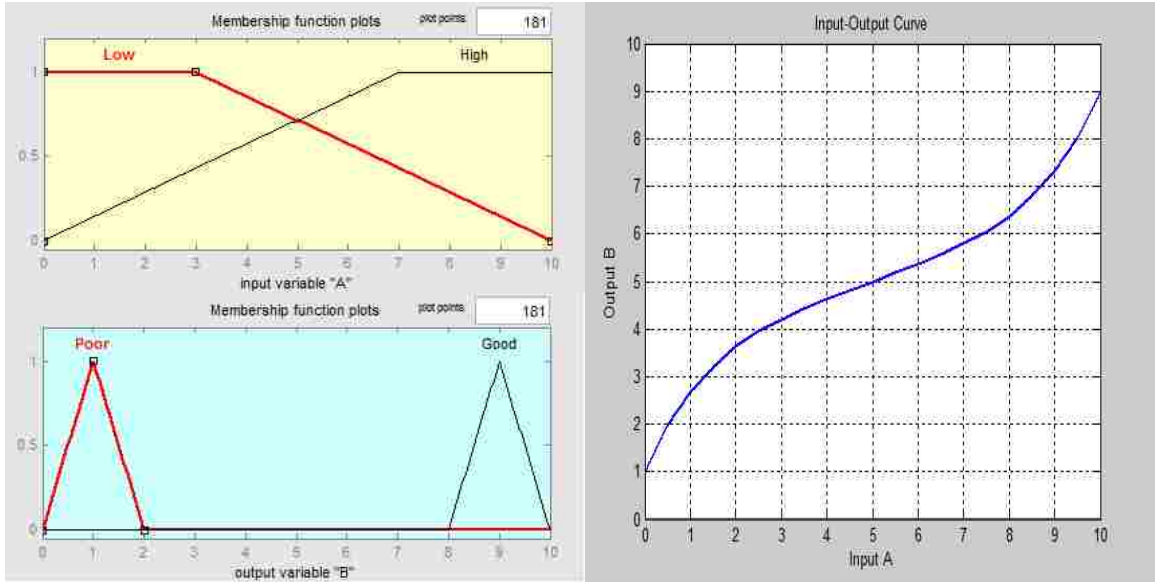 Membership function plots plot points: 181
Low High
1
0.5
0
0 1 2 3 4 5 6 7 8 9 10
input variable "A"
Membership function plots plot points: 181
Poor Good
1
0.5
0
0 1 2 3 4 5 6 7 8 9 10
output variable "B"
Input-Output Curve
10
9
8
7
6
5
4
3
2
1
0
Output B
0 1 2 3 4 5 6 7 8 9 10
Input A